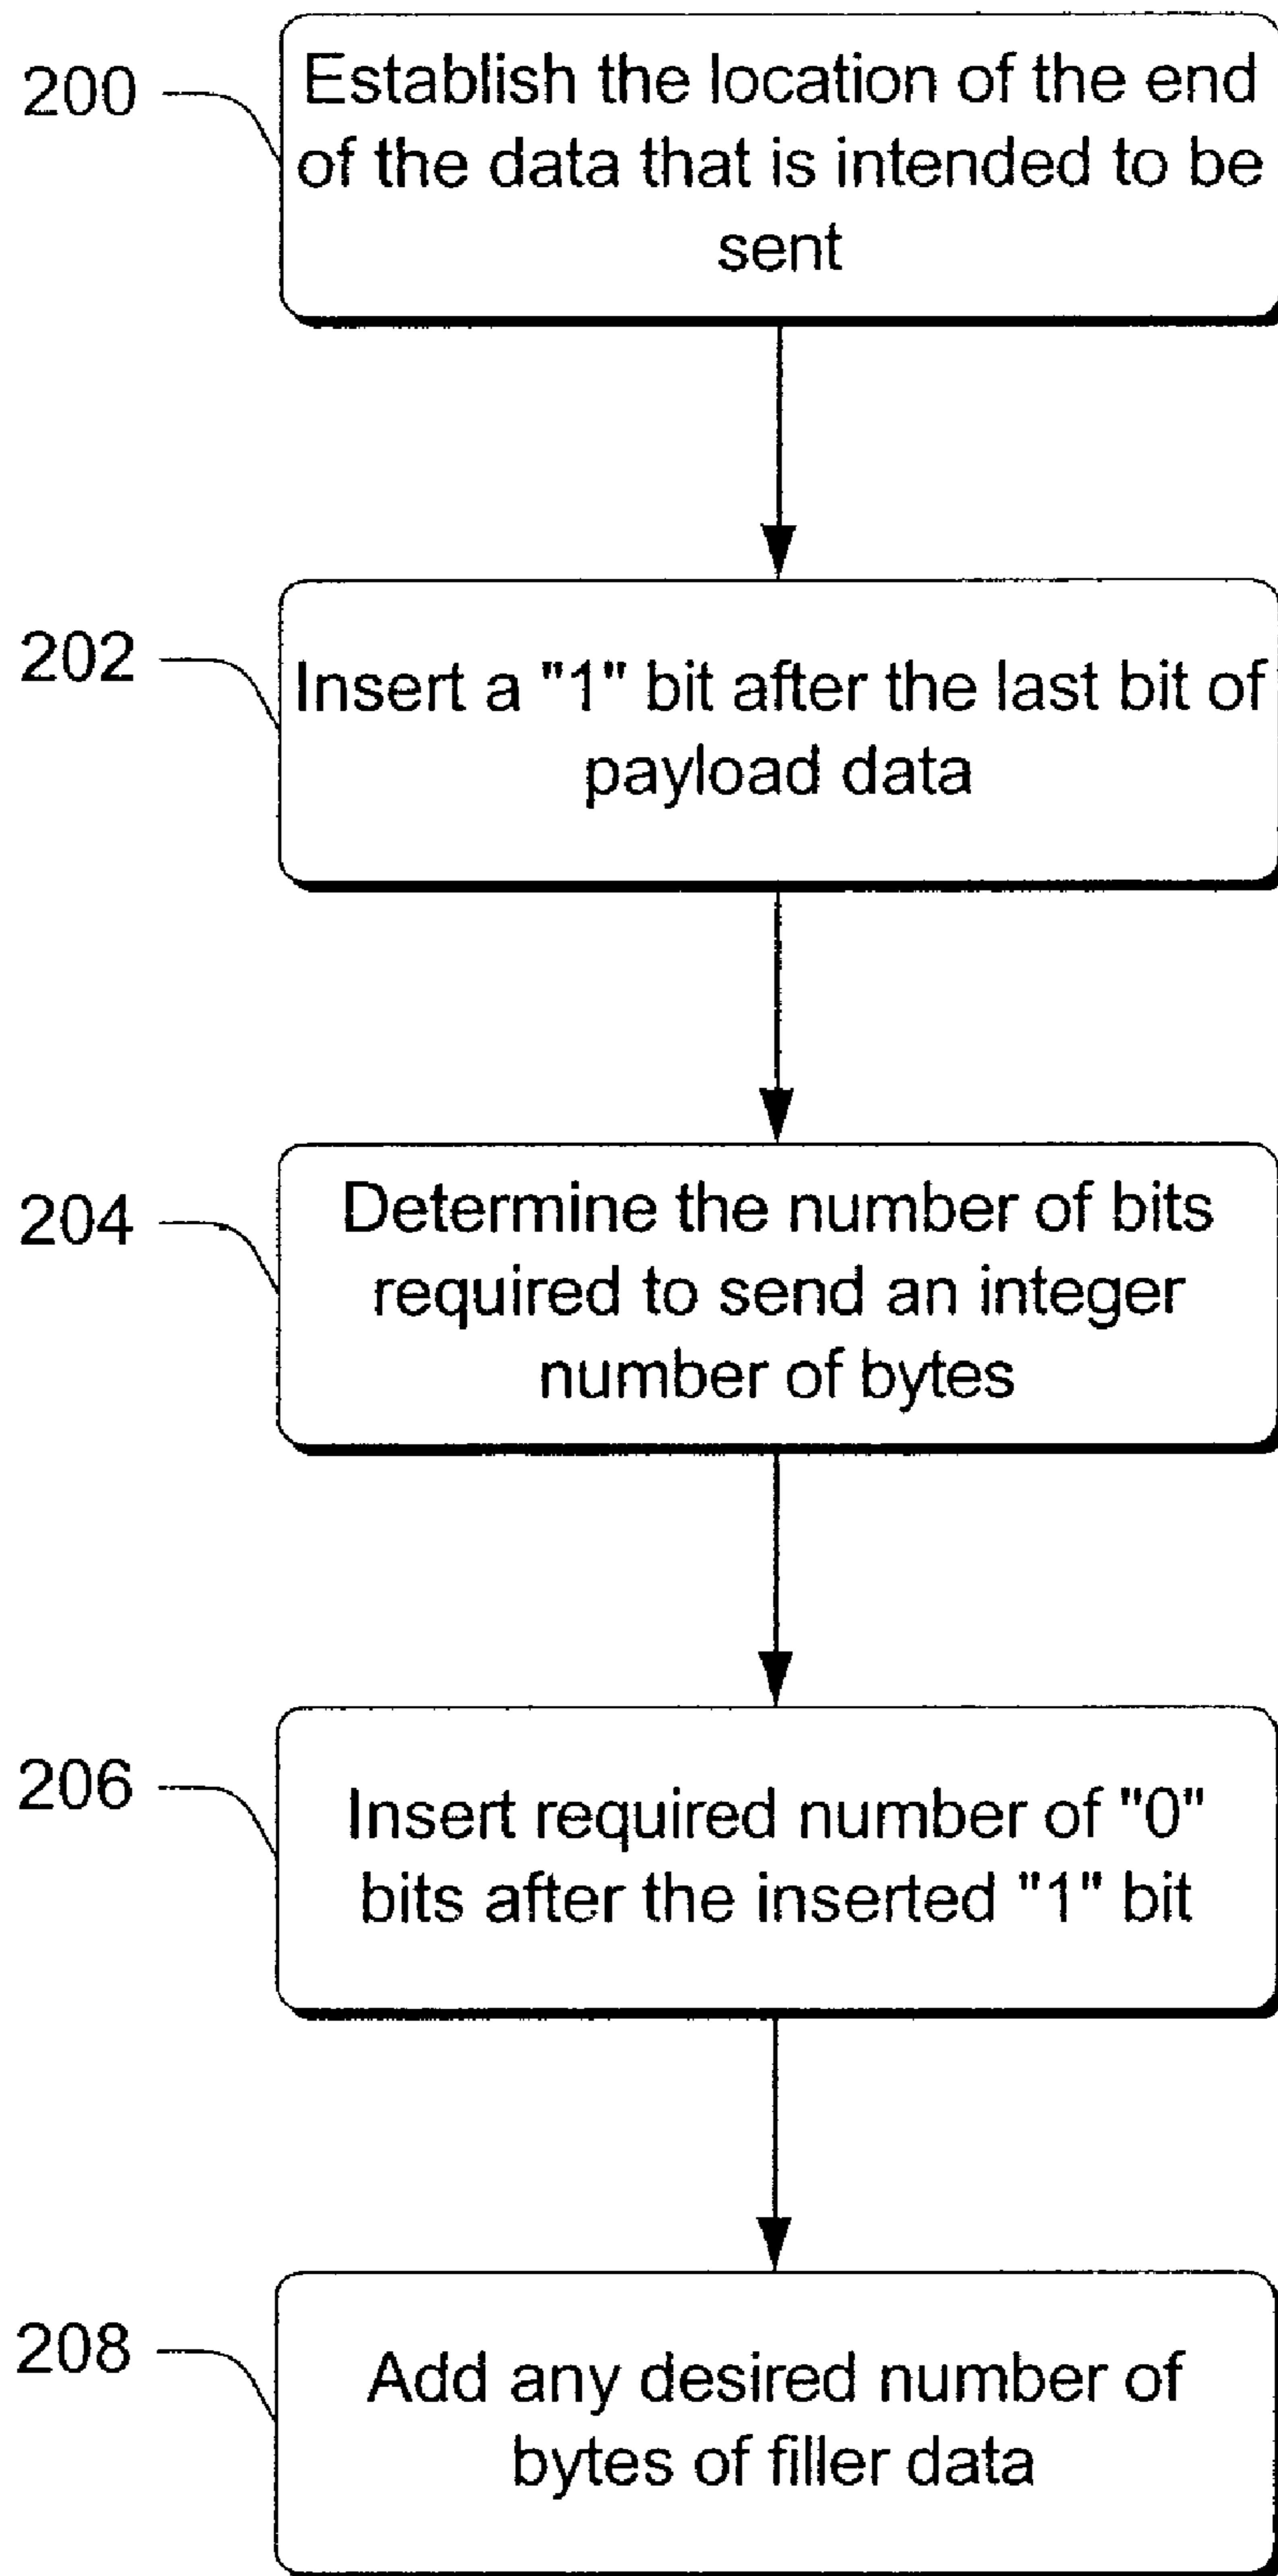 200
Establish the location of the end
of the data that is intended to be
sent
202
Insert a "1" bit after the last bit of
payload data
204
Determine the number of bits
required to send an integer
number of bytes
206
Insert required number of "0"
bits after the inserted "1" bit
208
Add any desired number of
bytes of filler data